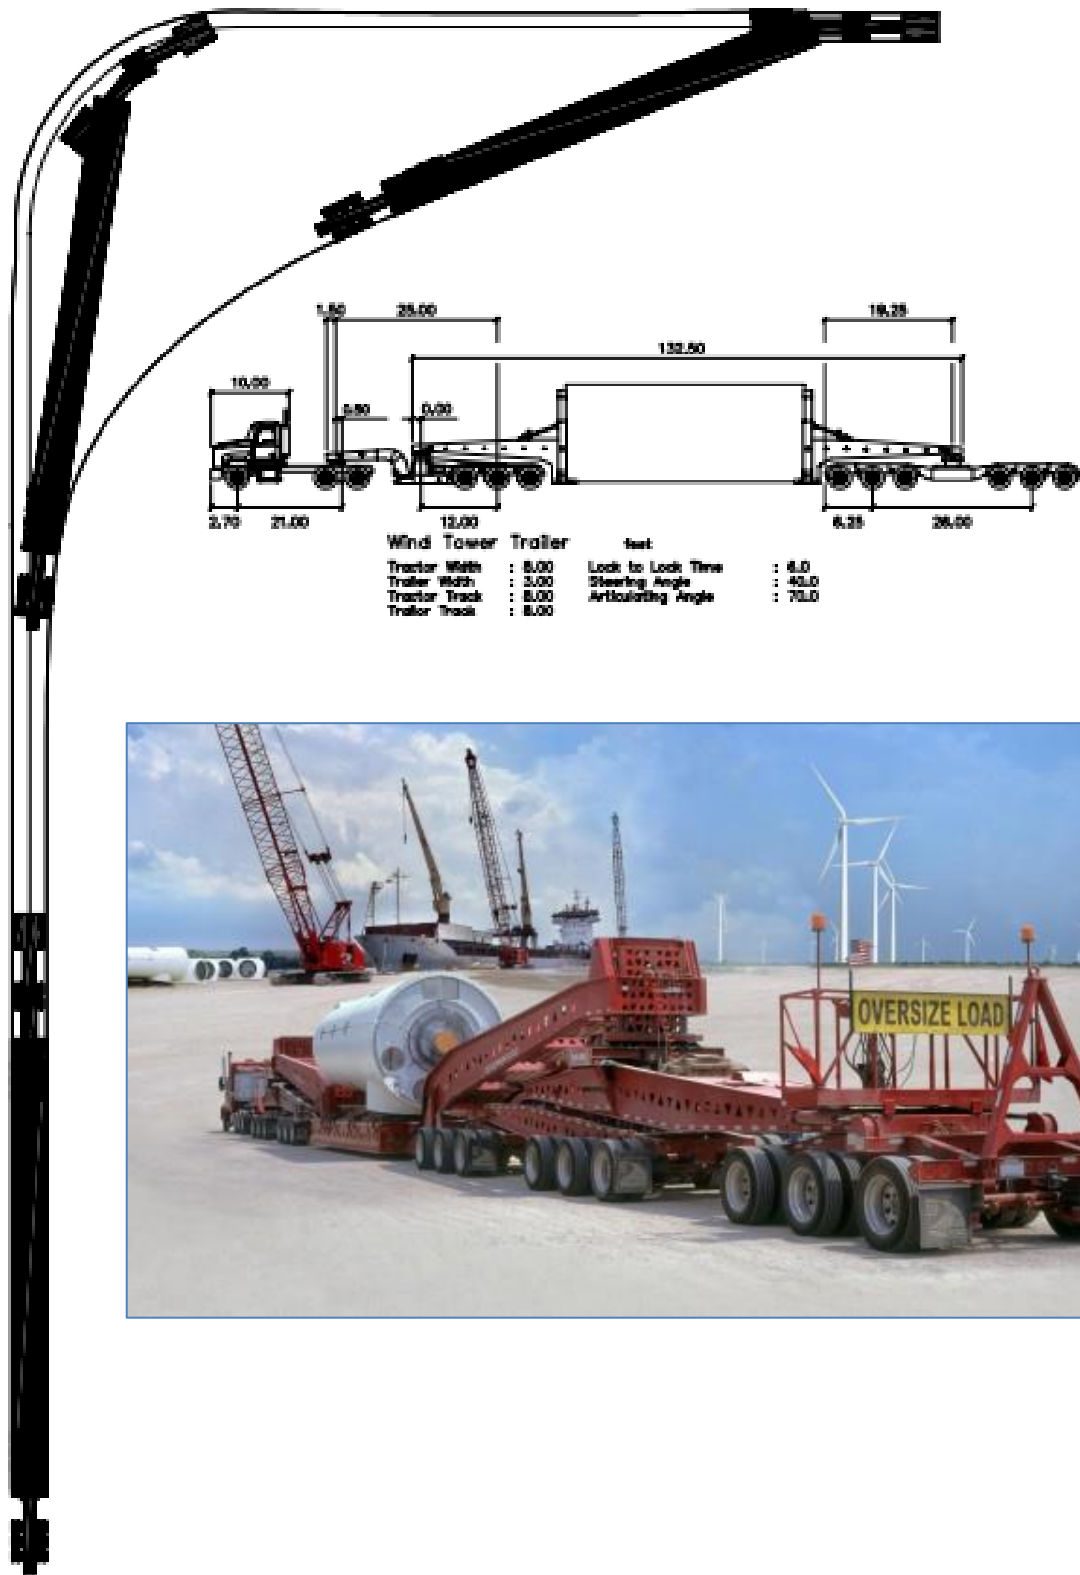 1.50 25.00 19.25
132.50
10.00
0.50 0.00
2.70 21.00 12.00 6.25 26.00
Wind Tower Trailer feet
Tractor Width : 8.00 Lock to Lock Time : 6.0
Trailer Width : 3.00 Steering Angle : 40.0
Tractor Track : 8.00 Articulating Angle : 70.0
Trailer Track : 8.00
OVERSIZE LOAD